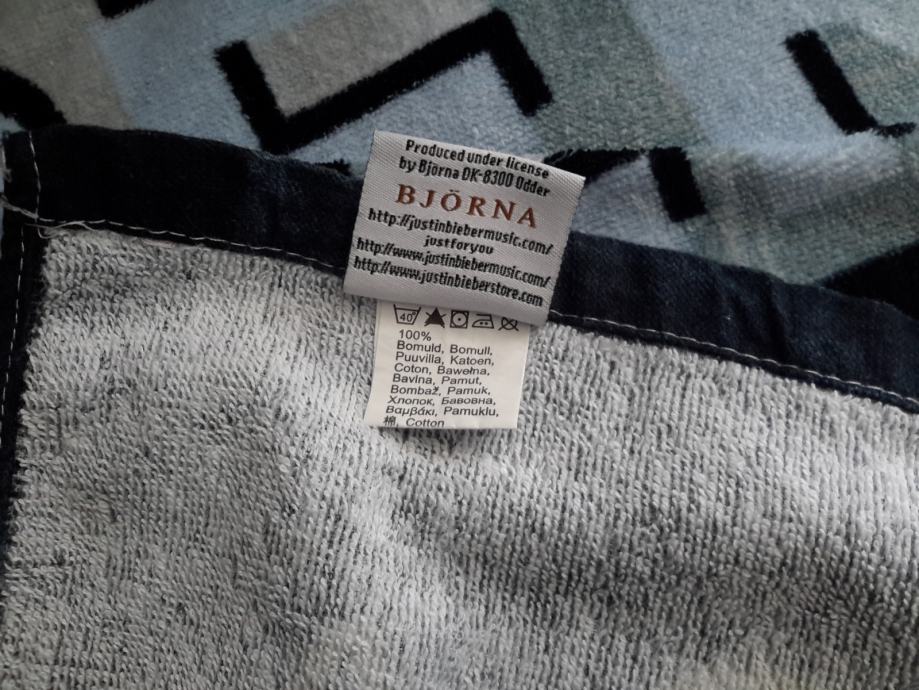 Produced under license
by Björna DK-8300 Odder
BJÖRNA
http://justinbiebermusic.com/
justforyou
http://www.justinbiebermusic.com/
http://www.justinbieberstore.com
40°
100%
Bomuld, Bomull,
Puuvilla, Katoen,
Coton, Bawełna,
Bavlna, Pamut,
Bombaž, Pamuk,
Хлопок, Бавовна,
Βαμβάκι, Pamuklu,
棉, Cotton